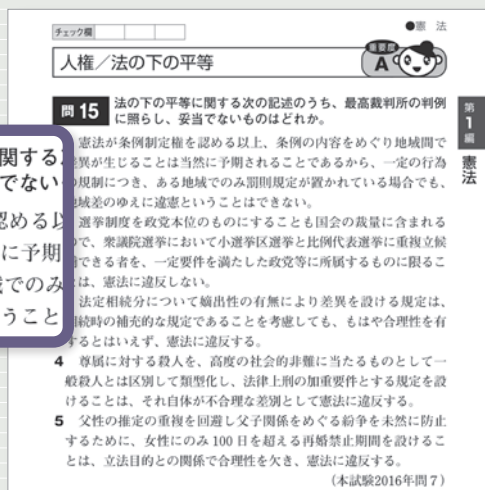 ●憲 法
チェック欄
重要度
A
人権／法の下の平等
問 15 法の下の平等に関する次の記述のうち、最高裁判所の判例
に照らし、妥当でないものはどれか。
憲法が条例制定権を認める以上、条例の内容をめぐり地域間で
差異が生じることは当然に予期されることであるから、一定の行為
の規制につき、ある地域でのみ罰則規定が置かれている場合でも、
地域差のゆえに違憲ということはできない。
選挙制度を政党本位のものにすることも国会の裁量に含まれる
ので、衆議院選挙において小選挙区選挙と比例代表選挙に重複立候
できる者を、一定要件を満たした政党等に所属するものに限るこ
とは、憲法に違反しない。
法定相続分について嫡出性の有無により差異を設ける規定は、
相続時の補充的な規定であることを考慮しても、もはや合理性を有
するとはいえず、憲法に違反する。
4 尊属に対する殺人を、高度の社会的非難に当たるものとして一
般殺人とは区別して類型化し、法律上刑の加重要件とする規定を設
けることは、それ自体が不合理な差別として憲法に違反する。
5 父性の推定の重複を回避し父子関係をめぐる紛争を未然に防止
するために、女性にのみ 100 日を超える再婚禁止期間を設けるこ
とは、立法目的との関係で合理性を欠き、憲法に違反する。
（本試験2016年問７）
第
1
編
憲法
関する
でない
認める以
に予期
でのみ
うこと